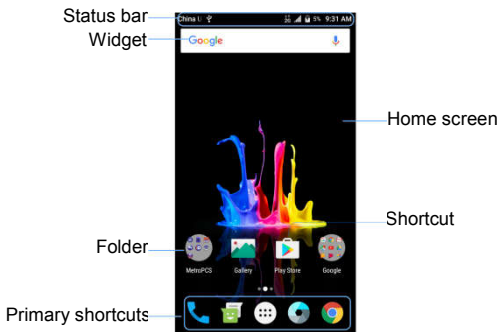 Status bar
China U 2G 5% 9:31 AM
Widget
Google
Home screen
Shortcut
Folder
MetroPCS Gallery Play Store Google
Primary shortcuts